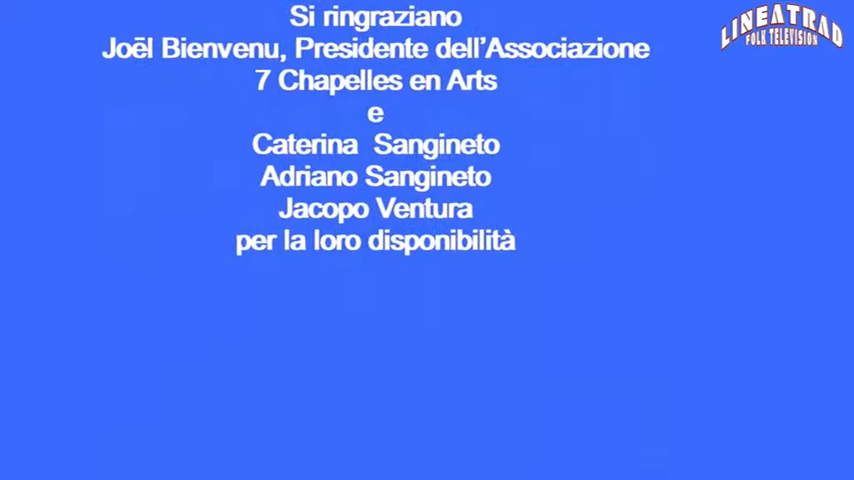 Si ringraziano
LINEATRAD
FOLK TELEVISION
Joēl Bienvenu, Presidente dell'Associazione
7 Chapelles en Arts
e
Caterina  Sangineto
Adriano Sangineto
Jacopo Ventura
per la loro disponibilità